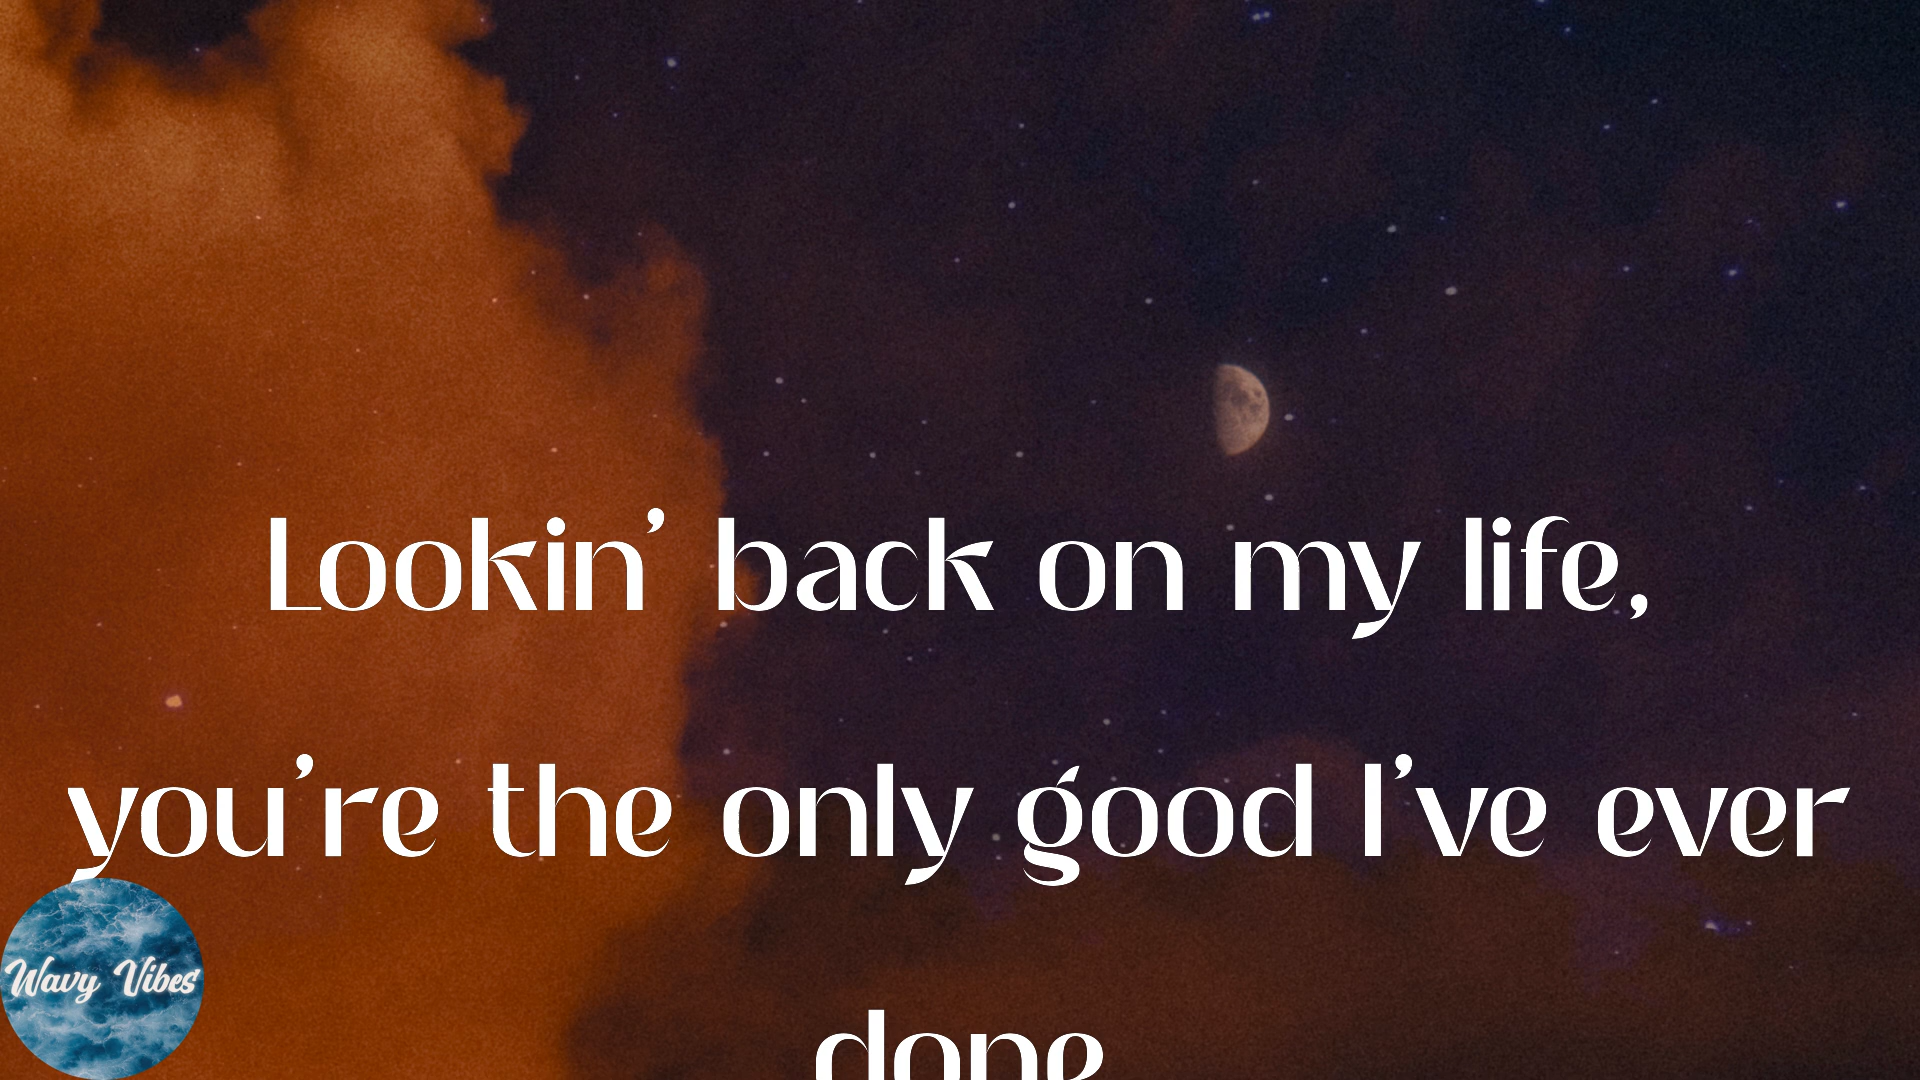 Lookin’ back on my life,
you’re the only good I’ve ever
done
Wavy Vibes